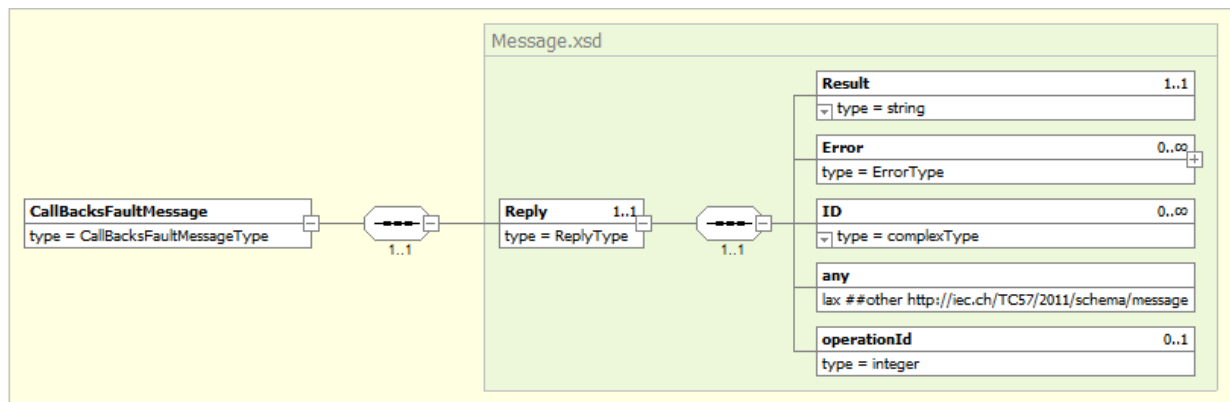 Message.xsd
Result 1..1
type = string
Error 0..∞
type = ErrorType
CallBacksFaultMessage
type = CallBacksFaultMessageType
1..1
Reply 1..1
type = ReplyType
1..1
ID 0..∞
type = complexType
any
lax ##other http://iec.ch/TC57/2011/schema/message
operationId 0..1
type = integer